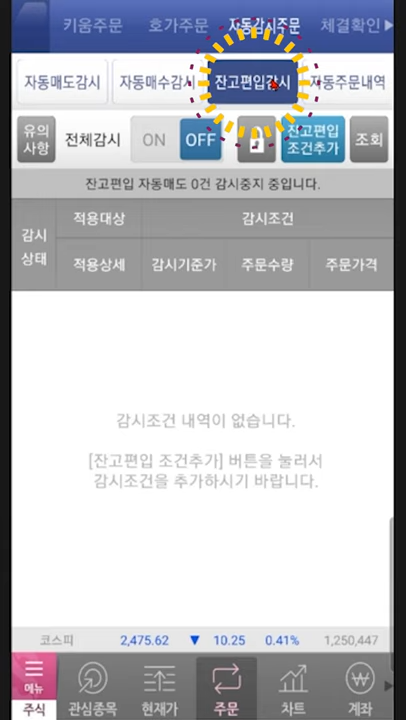 키움주문 호가주문 자동감시주문 체결확인
자동매도감시 자동매수감시 잔고편입감시 자동주문내역
유의
사항
전체감시 ON OFF
잔고편입
조건추가
조회
잔고편입 자동매도 0건 감시중지 중입니다.
감시
상태
적용대상 감시조건
적용상세 감시기준가 주문수량 주문가격
감시조건 내역이 없습니다.
[잔고편입 조건추가] 버튼을 눌러서
감시조건을 추가하시기 바랍니다.
코스피 2,475.62 ▼ 10.25 0.41% 1,250,447
메뉴
주식 관심종목 현재가 주문 차트 계좌